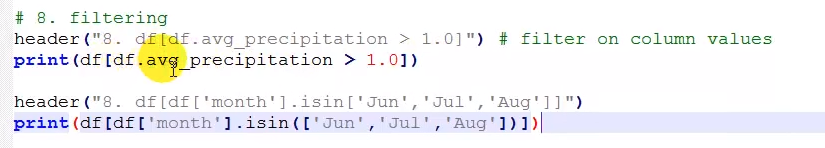 # 8. filtering
header("8. df[df.avg_precipitation > 1.0]") # filter on column values
print(df[df.avg_precipitation > 1.0])
header("8. df[df['month'].isin['Jun','Jul','Aug']]")
print(df[df['month'].isin(['Jun','Jul','Aug'])])